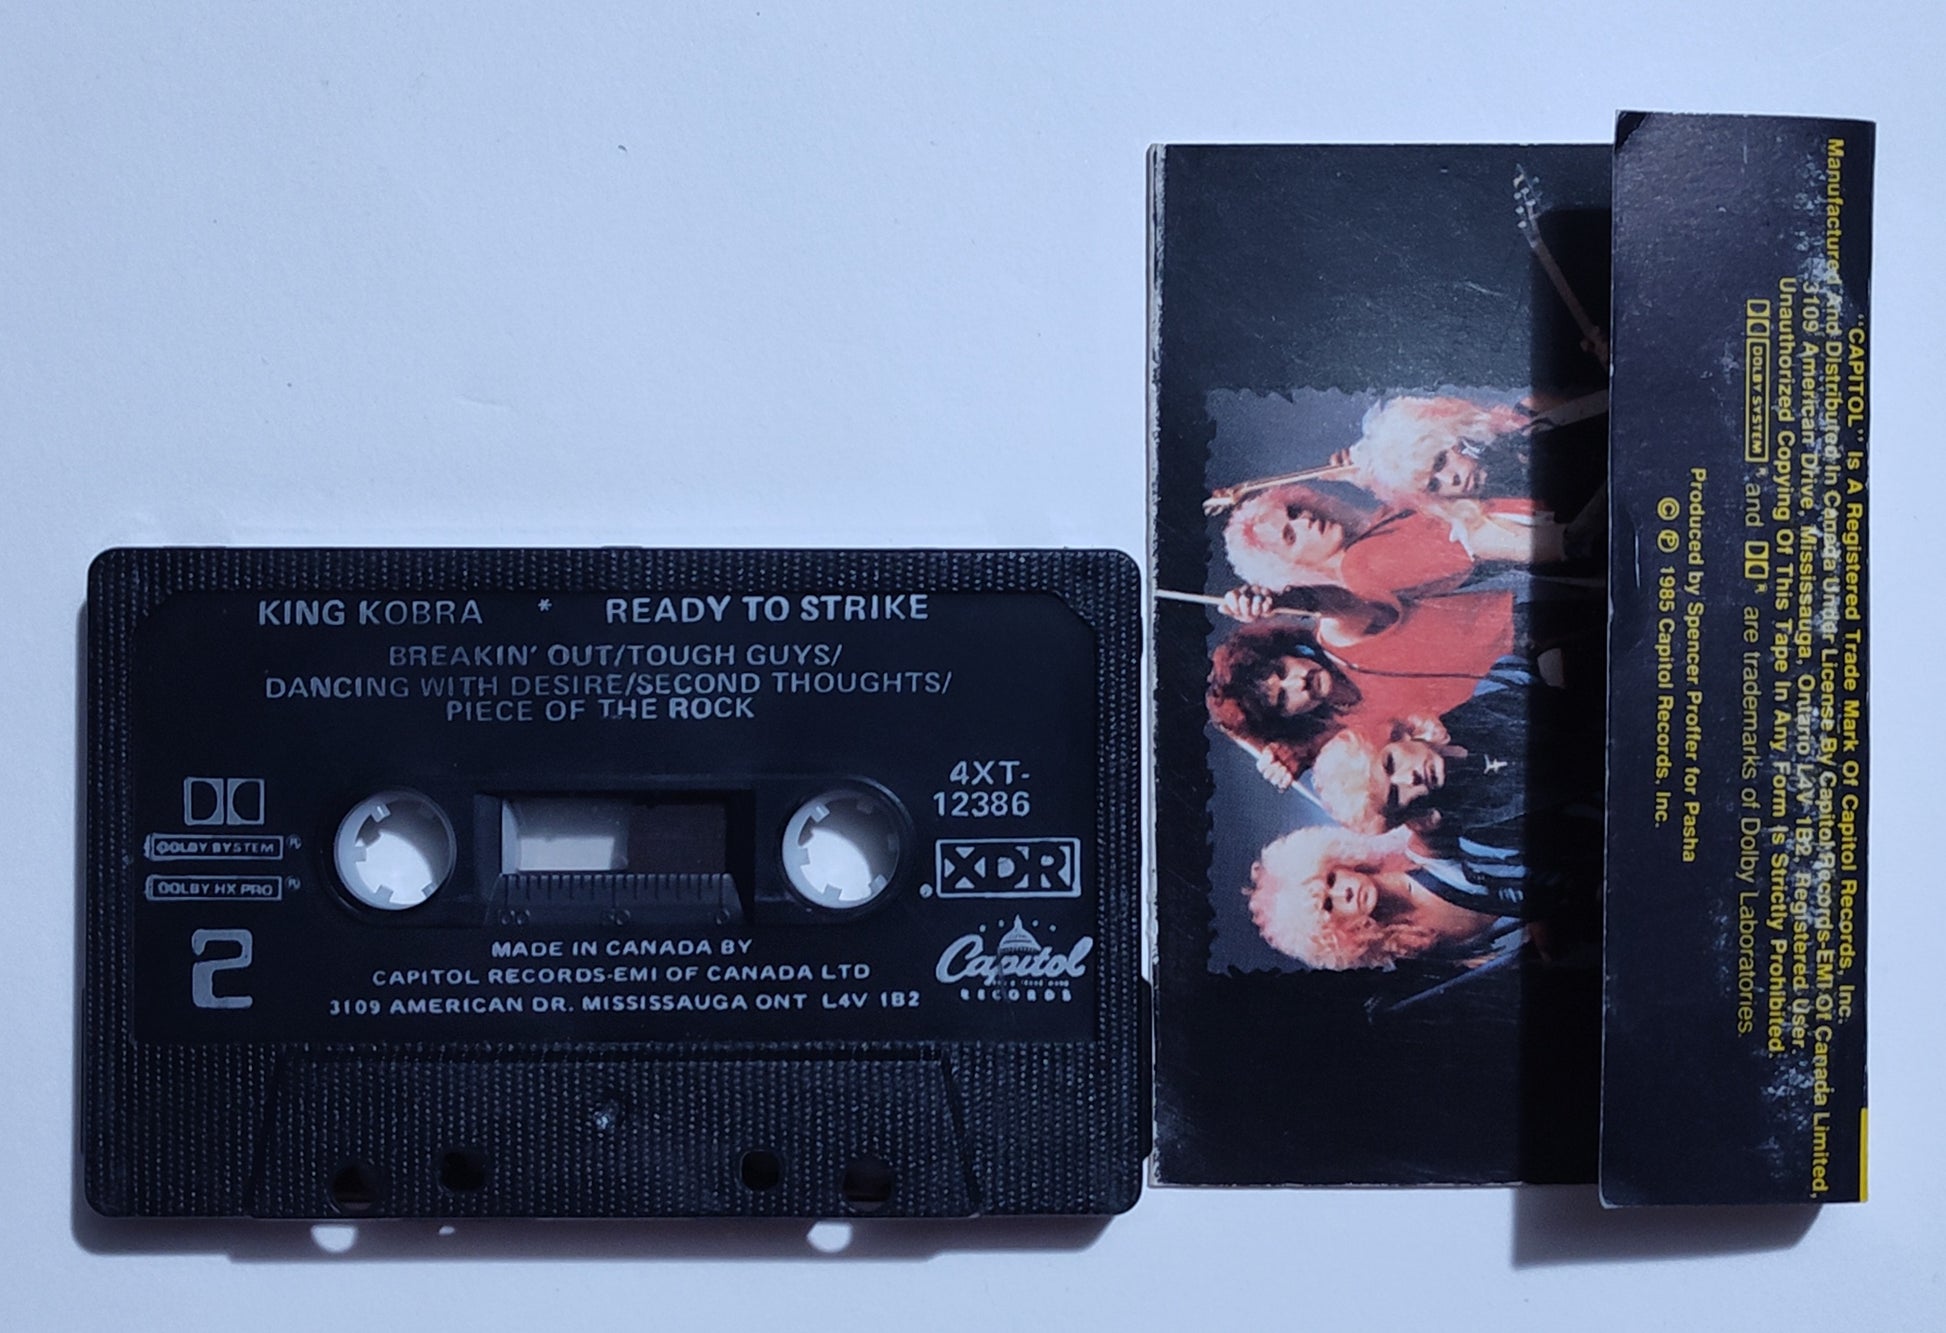 KING KOBRA * READY TO STRIKE
BREAKIN' OUT/TOUGH GUYS/
DANCING WITH DESIRE/SECOND THOUGHTS/
PIECE OF THE ROCK
4XT-
12386
DOLBY SYSTEM
DOLBY HX PRO
XDR
2
100 50 0
MADE IN CANADA BY
CAPITOL RECORDS-EMI OF CANADA LTD
3109 AMERICAN DR. MISSISSAUGA ONT L4V 1B2
Capitol
RECORDS
"CAPITOL" Is A Registered Trade Mark Of Capitol Records, Inc.
Manufactured And Distributed In Canada Under License By Capitol Records-EMI Of Canada Limited,
3109 American Drive, Mississauga, Ontario L4V 1B2, Registered User.
Unauthorized Copying Of This Tape In Any Form Is Strictly Prohibited.
DOLBY SYSTEM ® and ® are trademarks of Dolby Laboratories.
Produced by Spencer Proffer for Pasha
© ℗ 1985 Capitol Records, Inc.